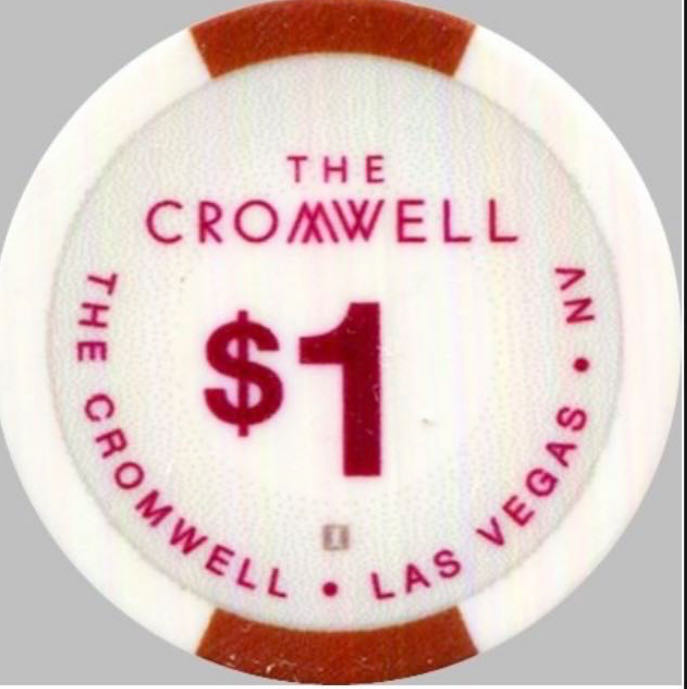 THE
CROMWELL
$1
THE CROMWELL • LAS VEGAS • NV